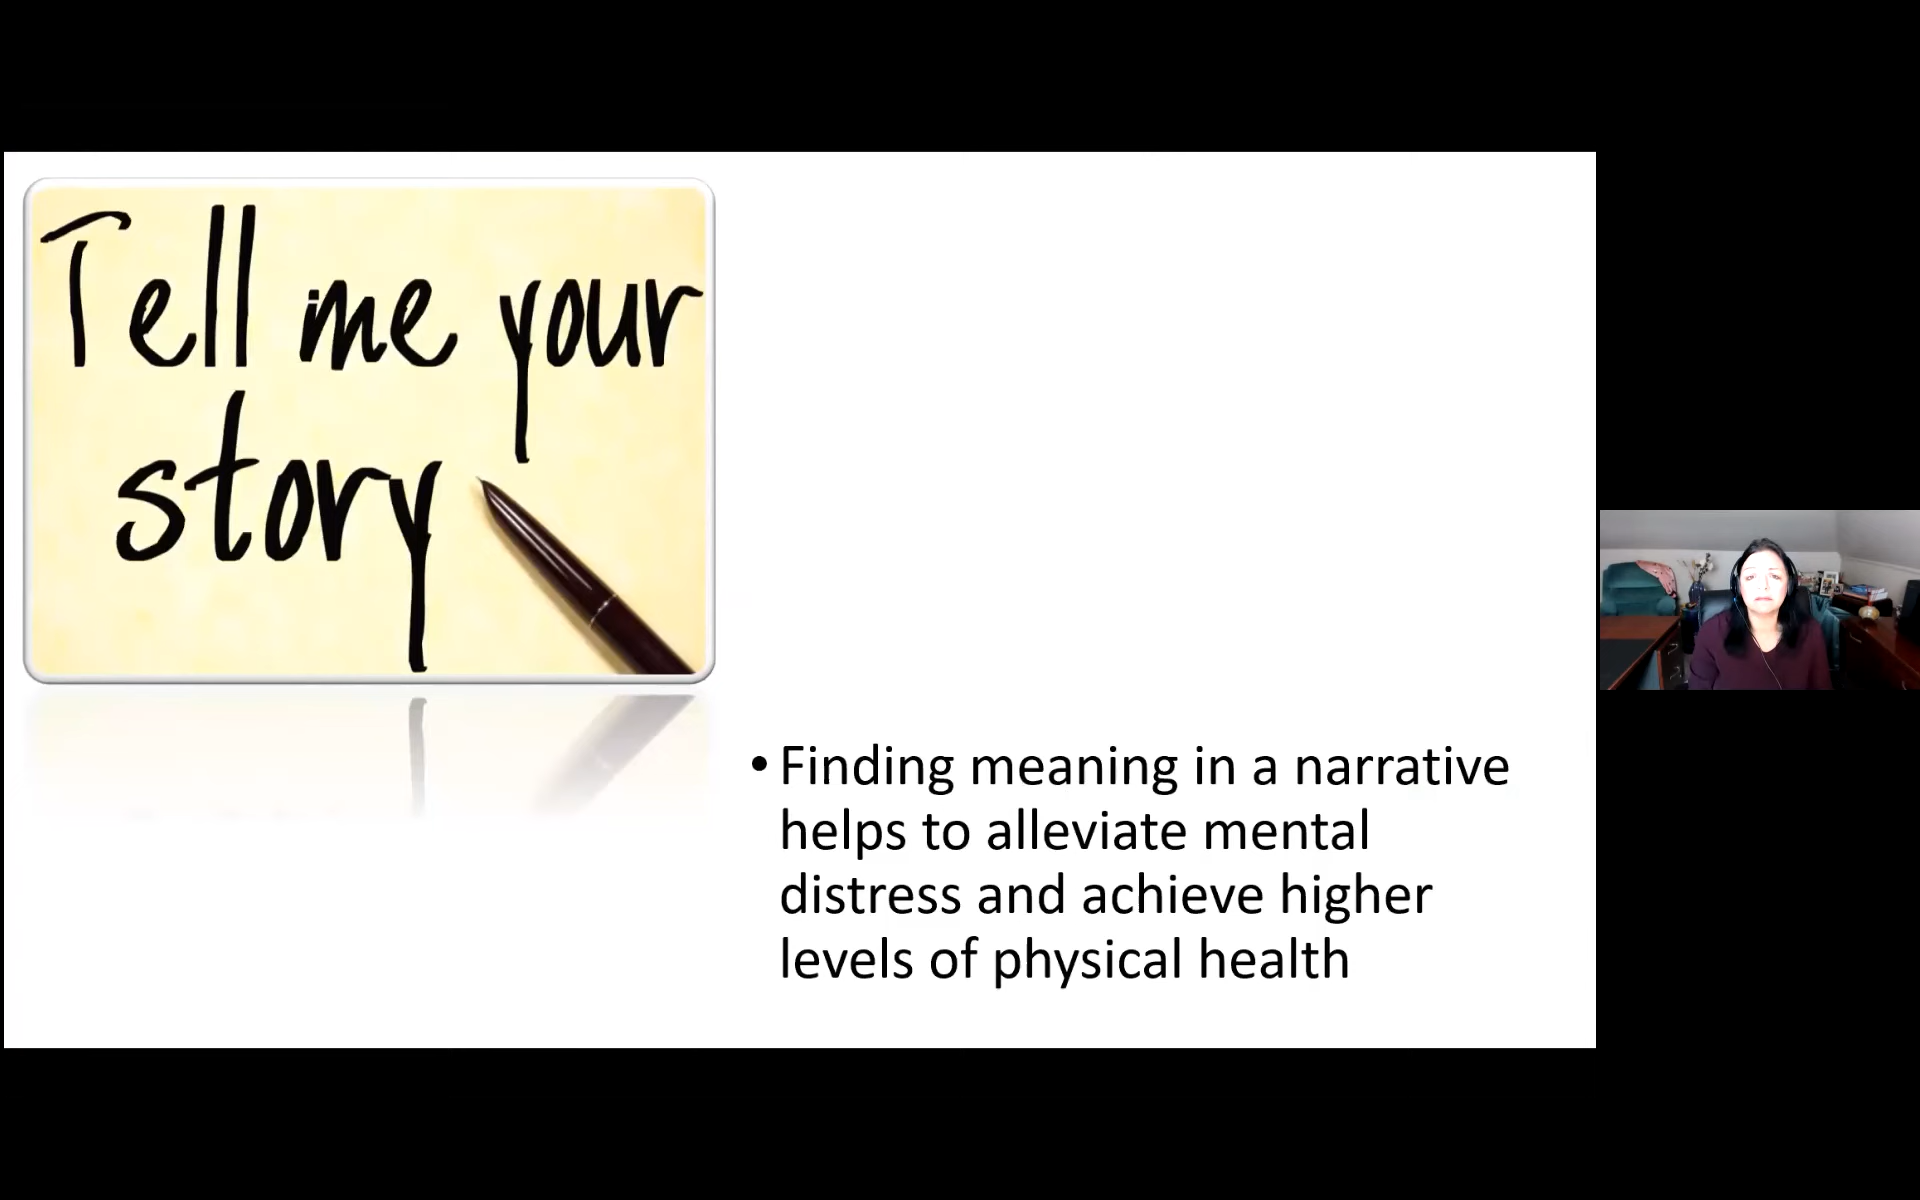 Tell me your
story
• Finding meaning in a narrative
helps to alleviate mental
distress and achieve higher
levels of physical health